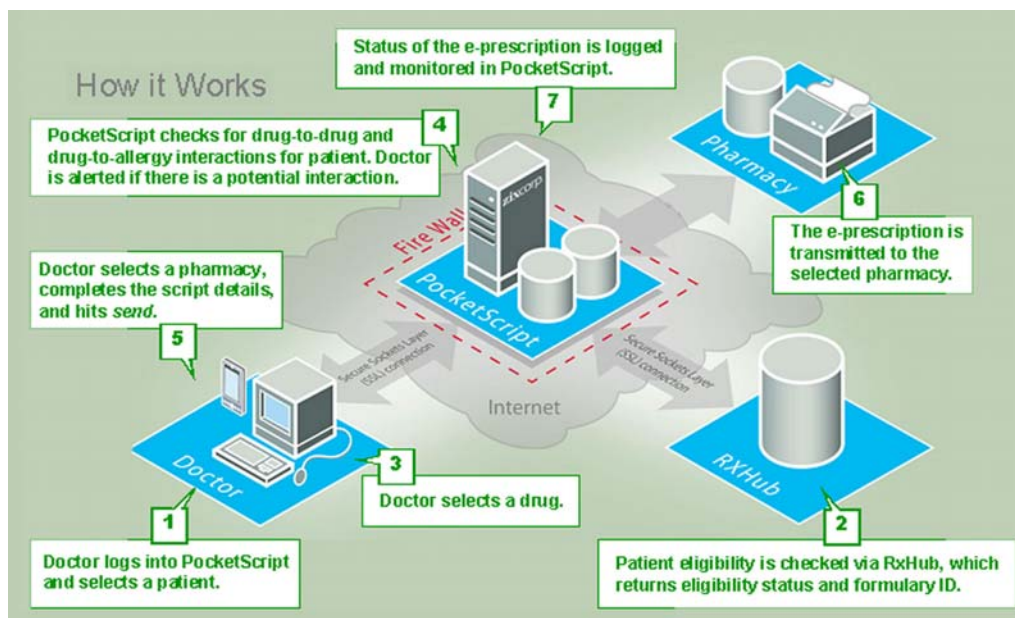 How it Works
Status of the e-prescription is logged
and monitored in PocketScript.
7
4
PocketScript checks for drug-to-drug and
drug-to-allergy interactions for patient. Doctor
is alerted if there is a potential interaction.
zixcorp
Fire Wall
PocketScript
Pharmacy
6
The e-prescription is
transmitted to the
selected pharmacy.
Doctor selects a pharmacy,
completes the script details,
and hits send.
5
Secure Sockets Layer
(SSL) connection
Secure Sockets Layer
(SSL) connection
Internet
Doctor
RXHub
3
Doctor selects a drug.
1
Doctor logs into PocketScript
and selects a patient.
2
Patient eligibility is checked via RxHub, which
returns eligibility status and formulary ID.